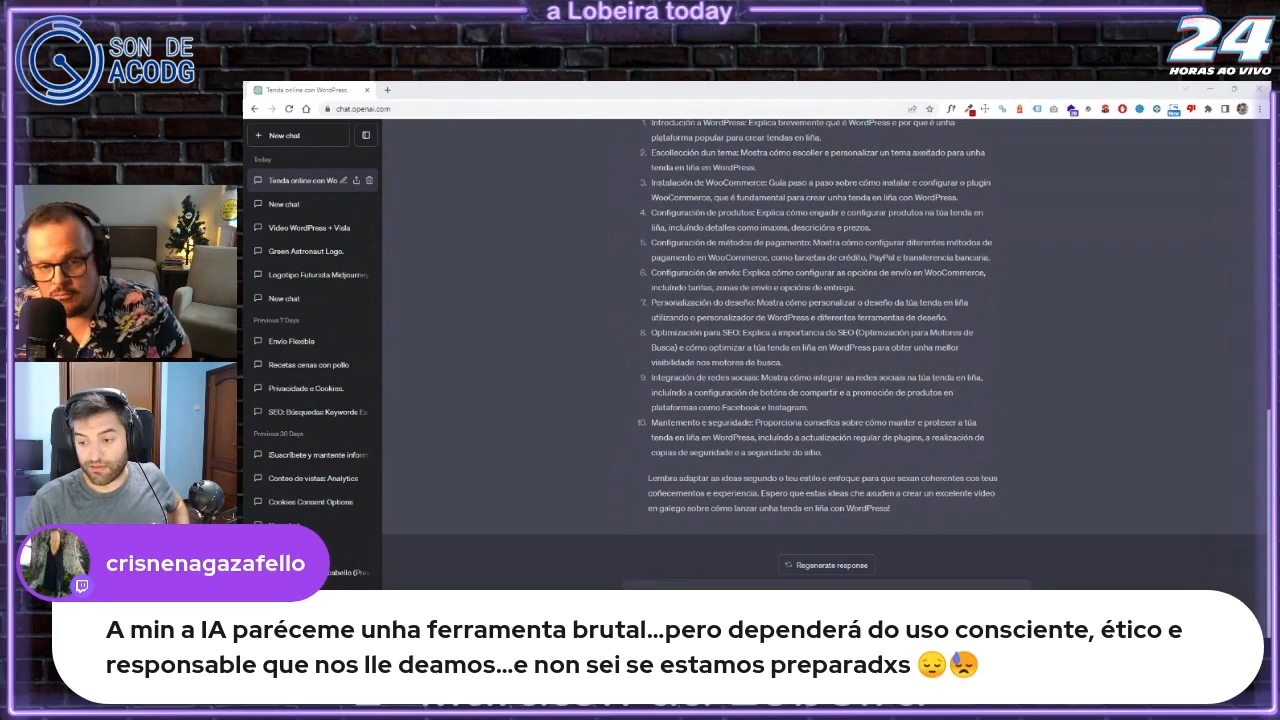 a Lobeira today
SON DE
ACODG
24
HORAS AO VIVO
Tenda online con WordPress.
chat.openai.com
New chat
Today
Tenda online con Wo
New chat
Vídeo WordPress + Visla
Green Astronaut Logo.
Logotipo Futurista Midjourney
New chat
Previous 7 Days
Envío Flexible
Recetas cenas con pollo
Privacidade e Cookies.
SEO: Búsquedas Keywords Es
Previous 30 Days
¡Suscríbete y mantente inform
Conteo de vistas: Analytics
Cookies Consent Options
1. Introdución a WordPress: Explica brevemente qué é WordPress e por que é unha
plataforma popular para crear tendas en liña.
2. Escollección dun tema: Mostra cómo escoller e personalizar un tema axeitado para unha
tenda en liña en WordPress.
3. Instalación de WooCommerce: Guía paso a paso sobre cómo instalar e configurar o plugin
WooCommerce, que é fundamental para crear unha tenda en liña con WordPress.
4. Configuración de produtos: Explica cómo engadir e configurar produtos na túa tenda en
liña, incluíndo detalles como imaxes, descricións e prezos.
5. Configuración de métodos de pagamento: Mostra cómo configurar diferentes métodos de
pagamento en WooCommerce, como tarxetas de crédito, PayPal e transferencia bancaria.
6. Configuración de envío: Explica cómo configurar as opcións de envío en WooCommerce,
incluíndo tarifas, zonas de envío e opcións de entrega.
7. Personalización do deseño: Mostra cómo personalizar o deseño da túa tenda en liña
utilizando o personalizador de WordPress e diferentes ferramentas de deseño.
8. Optimización para SEO: Explica a importancia do SEO (Optimización para Motores de
Busca) e cómo optimizar a túa tenda en liña en WordPress para obter unha mellor
visibilidade nos motores de busca.
9. Integración de redes sociais: Mostra cómo integrar as redes sociais na túa tenda en liña,
incluíndo a configuración de botóns de compartir e a promoción de produtos en
plataformas como Facebook e Instagram.
10. Mantemento e seguridade: Proporciona consellos sobre cómo manter e protexer a túa
tenda en liña en WordPress, incluíndo a actualización regular de plugins, a realización de
copias de seguridade e a seguridade do sitio.
Lembra adaptar as ideas segundo o teu estilo e enfoque para que sexan coherentes cos teus
coñecementos e experiencia. Espero que estas ideas che axuden a crear un excelente vídeo
en galego sobre cómo lanzar unha tenda en liña con WordPress!
Regenerate response
crisnenagazafello
A min a IA paréceme unha ferramenta brutal...pero dependerá do uso consciente, ético e
responsable que nos lle deamos...e non sei se estamos preparadxs 😔😓